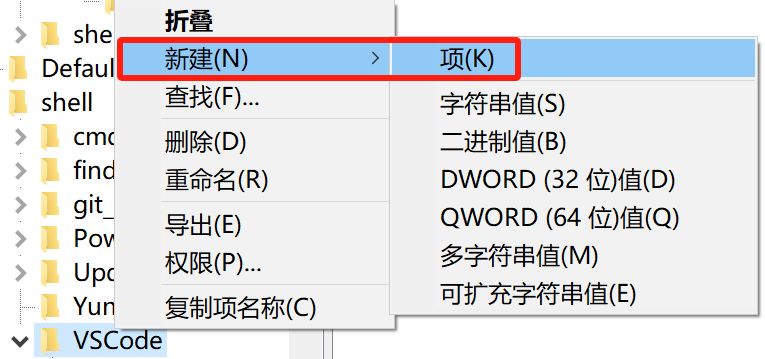 she
Default
shell
cmd
find
git_
Pow
Upd
Yun
VSCode
折叠
新建(N)
查找(F)...
删除(D)
重命名(R)
导出(E)
权限(P)...
复制项名称(C)
项(K)
字符串值(S)
二进制值(B)
DWORD (32 位)值(D)
QWORD (64 位)值(Q)
多字符串值(M)
可扩充字符串值(E)